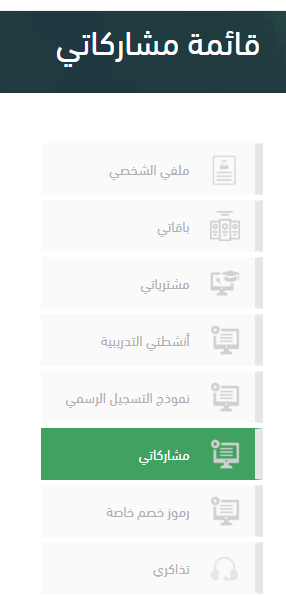 قائمة مشاركاتي
ملفي الشخصي
باقاتي
مشترياتي
أنشطتي التدريبية
نموذج التسجيل الرسمي
مشاركاتي
رموز خصم خاصة
تذاكري